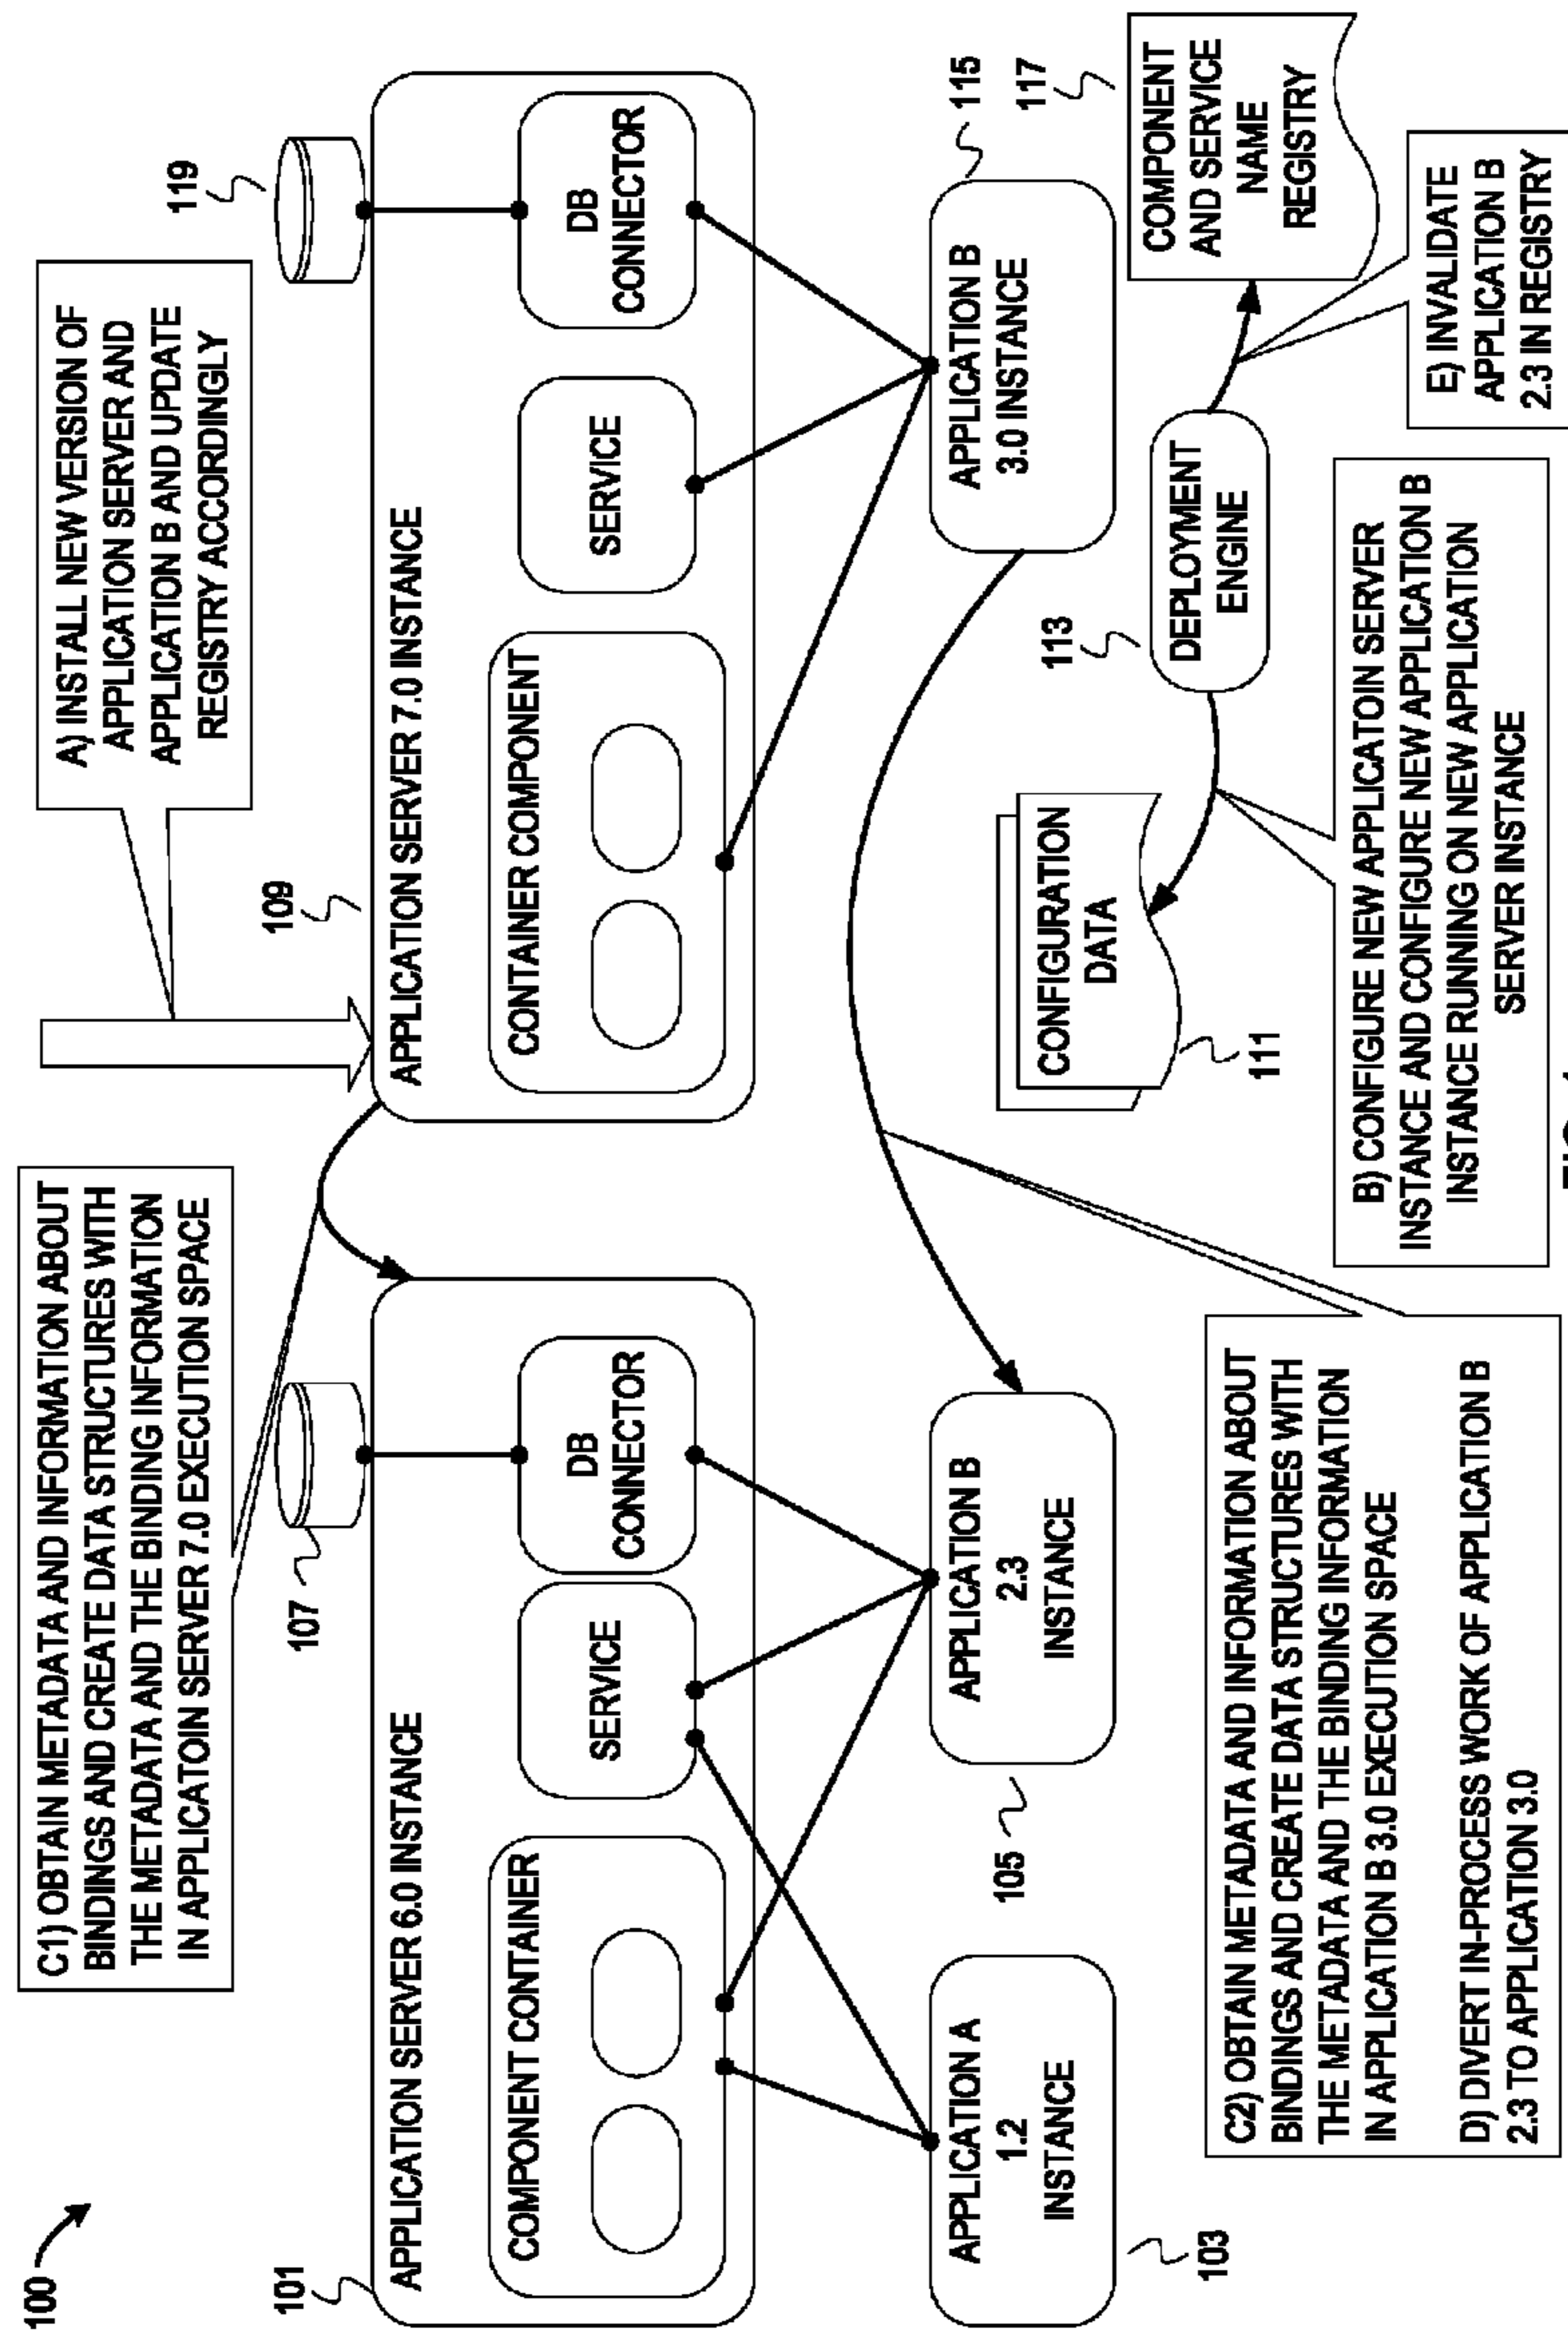 100
C1) OBTAIN METADATA AND INFORMATION ABOUT
BINDINGS AND CREATE DATA STRUCTURES WITH
THE METADATA AND THE BINDING INFORMATION
IN APPLICATOIN SERVER 7.0 EXECUTION SPACE
A) INSTALL NEW VERSION OF
APPLICATION SERVER AND
APPLICATION B AND UPDATE
REGISTRY ACCORDINGLY
101
107
109
119
APPLICATION SERVER 6.0 INSTANCE
COMPONENT CONTAINER
SERVICE
DB
CONNECTOR
APPLICATION SERVER 7.0 INSTANCE
CONTAINER COMPONENT
SERVICE
DB
CONNECTOR
APPLICATION A
1.2
INSTANCE
103
APPLICATION B
2.3
INSTANCE
105
APPLICATION B
3.0 INSTANCE
115
CONFIGURATION
DATA
111
113
DEPLOYMENT
ENGINE
117
COMPONENT
AND SERVICE
NAME
REGISTRY
C2) OBTAIN METADATA AND INFORMATION ABOUT
BINDINGS AND CREATE DATA STRUCTURES WITH
THE METADATA AND THE BINDING INFORMATION
IN APPLICATION B 3.0 EXECUTION SPACE
D) DIVERT IN-PROCESS WORK OF APPLICATION B
2.3 TO APPLICATION 3.0
B) CONFIGURE NEW APPLICATOIN SERVER
INSTANCE AND CONFIGURE NEW APPLICATION B
INSTANCE RUNNING ON NEW APPLICATION
SERVER INSTANCE
E) INVALIDATE
APPLICATION B
2.3 IN REGISTRY